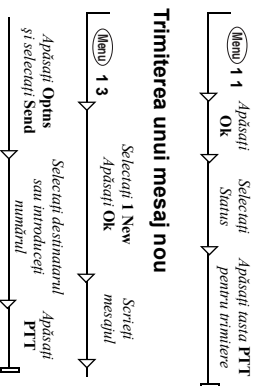 Menu 1 1
Apăsați
Ok
Selectați
Status
Apăsați tasta PTT
pentru trimitere
Trimiterea unui mesaj nou
Menu 1 3
Selectați 1 New
Apăsați Ok
Scrieți
mesajul
Apăsați Optns
și selectați Send
Selectați destinatarul
sau introduceți
numărul
Apăsați
PTT